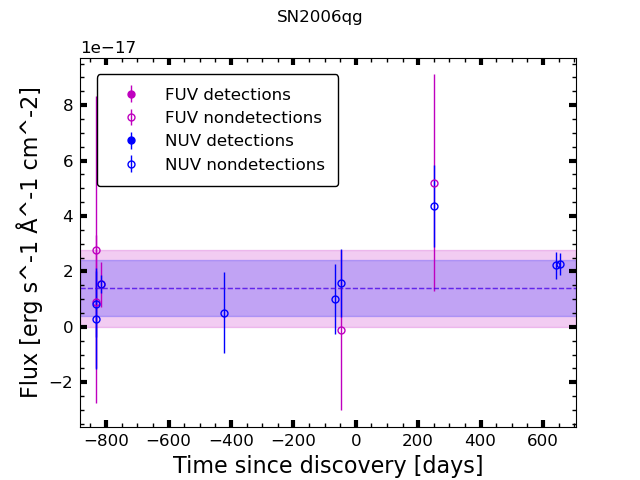 SN2006qg
1e−17
FUV detections
FUV nondetections
NUV detections
NUV nondetections
8
6
4
2
0
−2
Flux [erg s^-1 Å^-1 cm^-2]
−800 −600 −400 −200 0 200 400 600
Time since discovery [days]